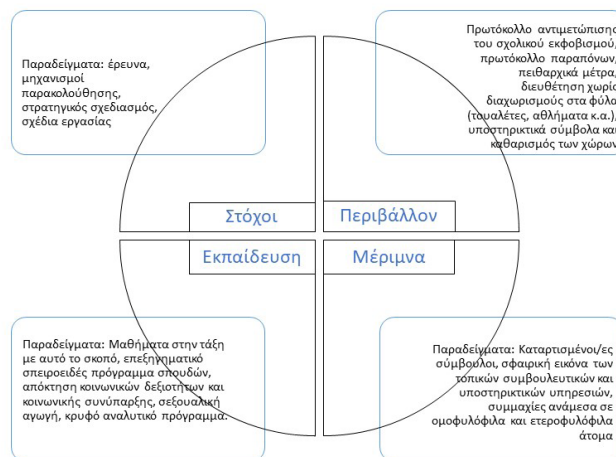 Παραδείγματα: έρευνα,
μηχανισμοί
παρακολούθησης,
στρατηγικός σχεδιασμός,
σχέδια εργασίας
Πρωτόκολλο αντιμετώπισης
του σχολικού εκφοβισμού,
πρωτόκολλο παραπόνων,
πειθαρχικά μέτρα,
διευθέτηση χωρίς
διαχωρισμούς στα φύλα
(τουαλέτες, αθλήματα κ.α.),
υποστηρικτικά σύμβολα και
καθαρισμός των χώρων
Στόχοι
Περιβάλλον
Εκπαίδευση
Μέριμνα
Παραδείγματα: Μαθήματα στην τάξη
με αυτό το σκοπό, επεξηγηματικό
σπειροειδές πρόγραμμα σπουδών,
απόκτηση κοινωνικών δεξιοτήτων και
κοινωνικής συνύπαρξης, σεξουαλική
αγωγή, κρυφό αναλυτικό πρόγραμμα.
Παραδείγματα: Καταρτισμένοι/ες
σύμβουλοι, σφαιρική εικόνα των
τοπικών συμβουλευτικών και
υποστηρικτικών υπηρεσιών,
συμμαχίες ανάμεσα σε
ομοφυλόφιλα και ετεροφυλόφιλα
άτομα